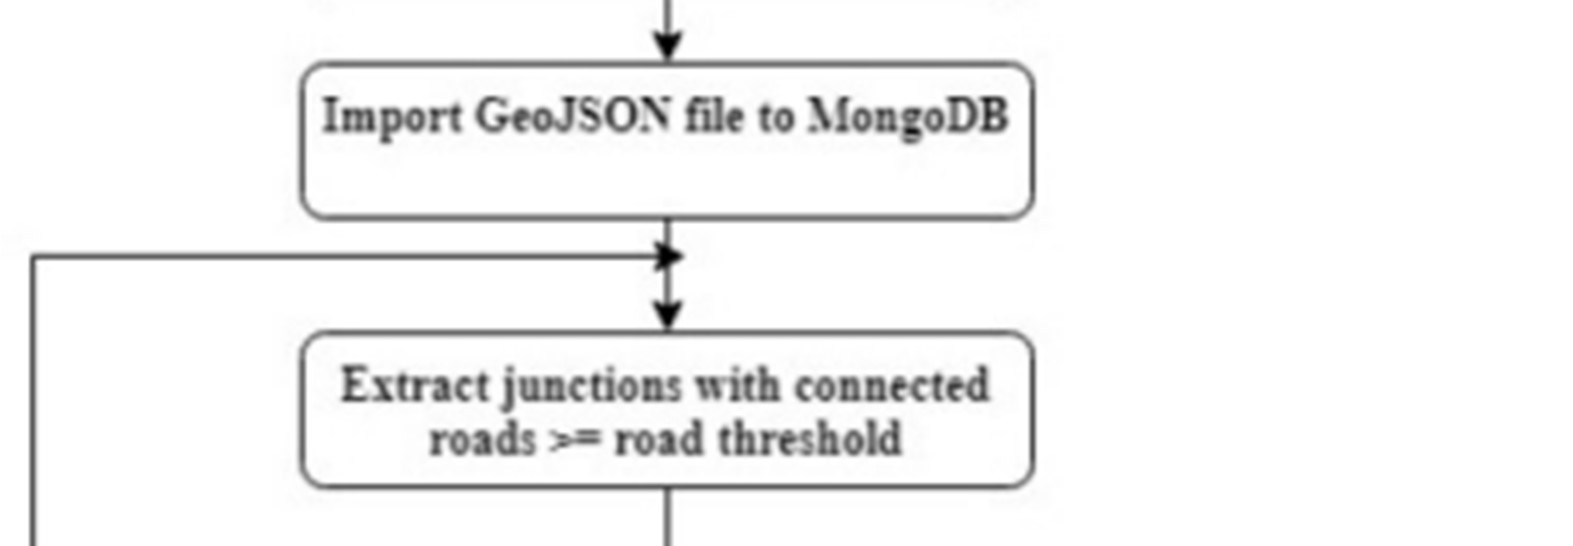 Import GeoJSON file to MongoDB
Extract junctions with connected
roads >= road threshold